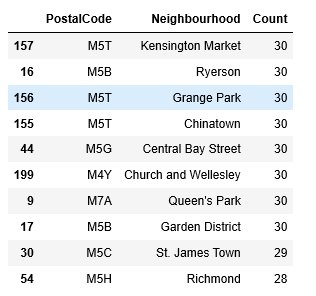 PostalCode Neighbourhood Count
157 M5T Kensington Market 30
16 M5B Ryerson 30
156 M5T Grange Park 30
155 M5T Chinatown 30
44 M5G Central Bay Street 30
199 M4Y Church and Wellesley 30
9 M7A Queen's Park 30
17 M5B Garden District 30
30 M5C St. James Town 29
54 M5H Richmond 28